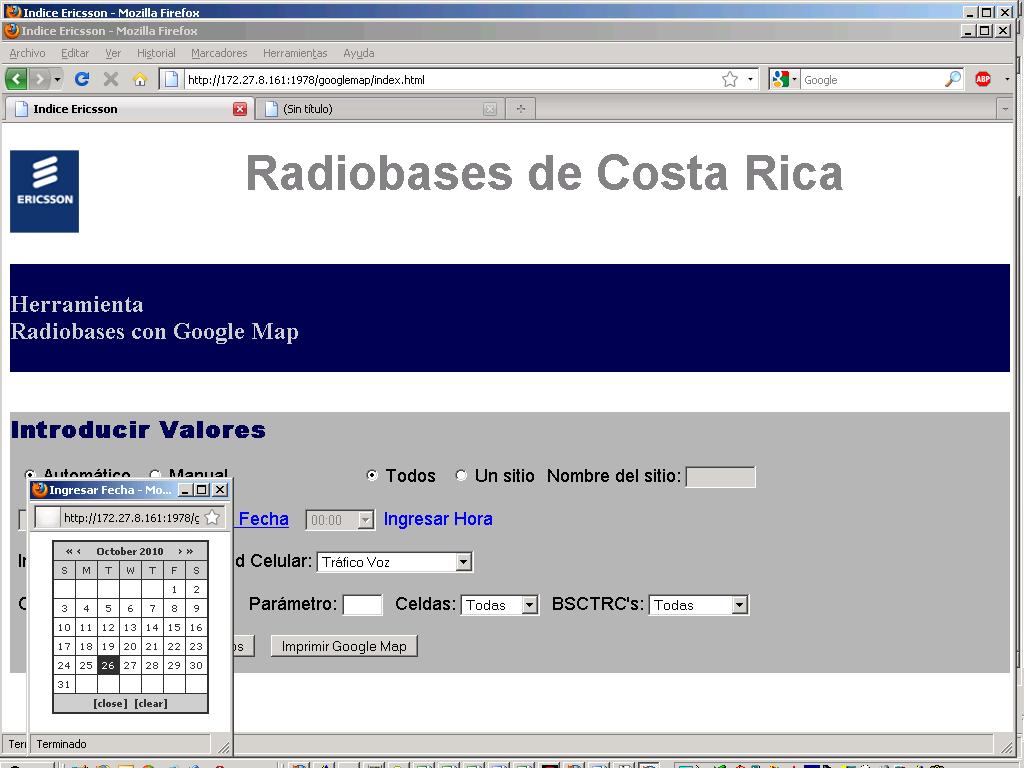 Indice Ericsson - Mozilla Firefox
Indice Ericsson - Mozilla Firefox
Archivo Editar Ver Historial Marcadores Herramientas Ayuda
http://172.27.8.161:1978/googlemap/index.html Google ABP
Indice Ericsson (Sin título)
ERICSSON
Radiobases de Costa Rica
Herramienta
Radiobases con Google Map
Introducir Valores
Automático Manual Todos Un sitio Nombre del sitio:
Fecha 00:00 Ingresar Hora
d Celular: Tráfico Voz
Parámetro: Celdas: Todas BSCTRC's: Todas
os Imprimir Google Map
Ingresar Fecha - Mo...
http://172.27.8.161:1978/g
« ‹ October 2010 › »
S M T W T F S
1 2
3 4 5 6 7 8 9
10 11 12 13 14 15 16
17 18 19 20 21 22 23
24 25 26 27 28 29 30
31
[close] [clear]
Ter Terminado